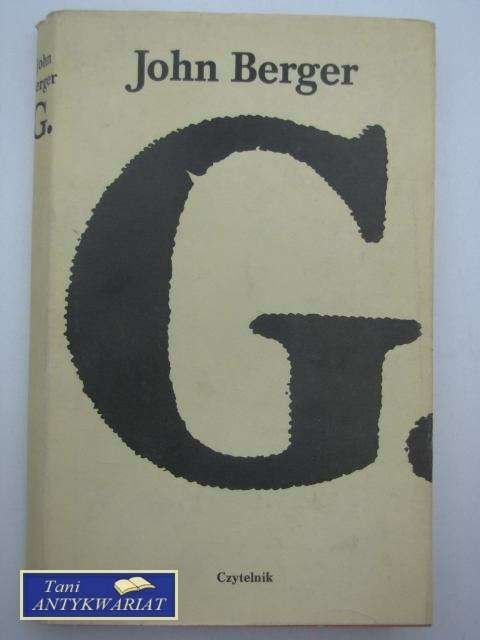 John Berger
G.
John
Berger
G.
Czytelnik
Tani
ANTYKWARIAT